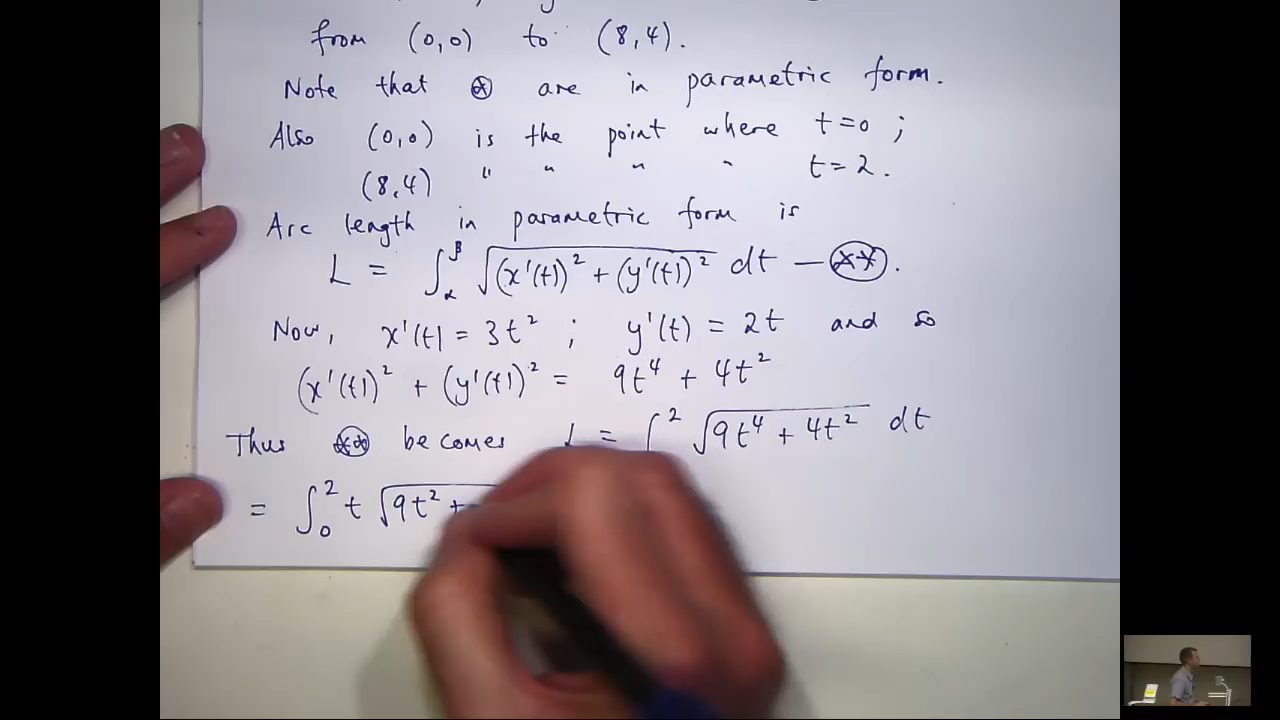 from (0,0) to (8,4).
Note that ⊛ are in parametric form.
Also (0,0) is the point where t=0 ;
(8,4) " " " " t=2.
Arc length in parametric form is
L = ∫_α^β √((x'(t))² + (y'(t))²) dt — (**).
Now, x'(t) = 3t² ; y'(t) = 2t and so
(x'(t))² + (y'(t))² = 9t⁴ + 4t²
Thus (**) becomes L = ∫² √(9t⁴ + 4t²) dt
= ∫₀² t √(9t² +